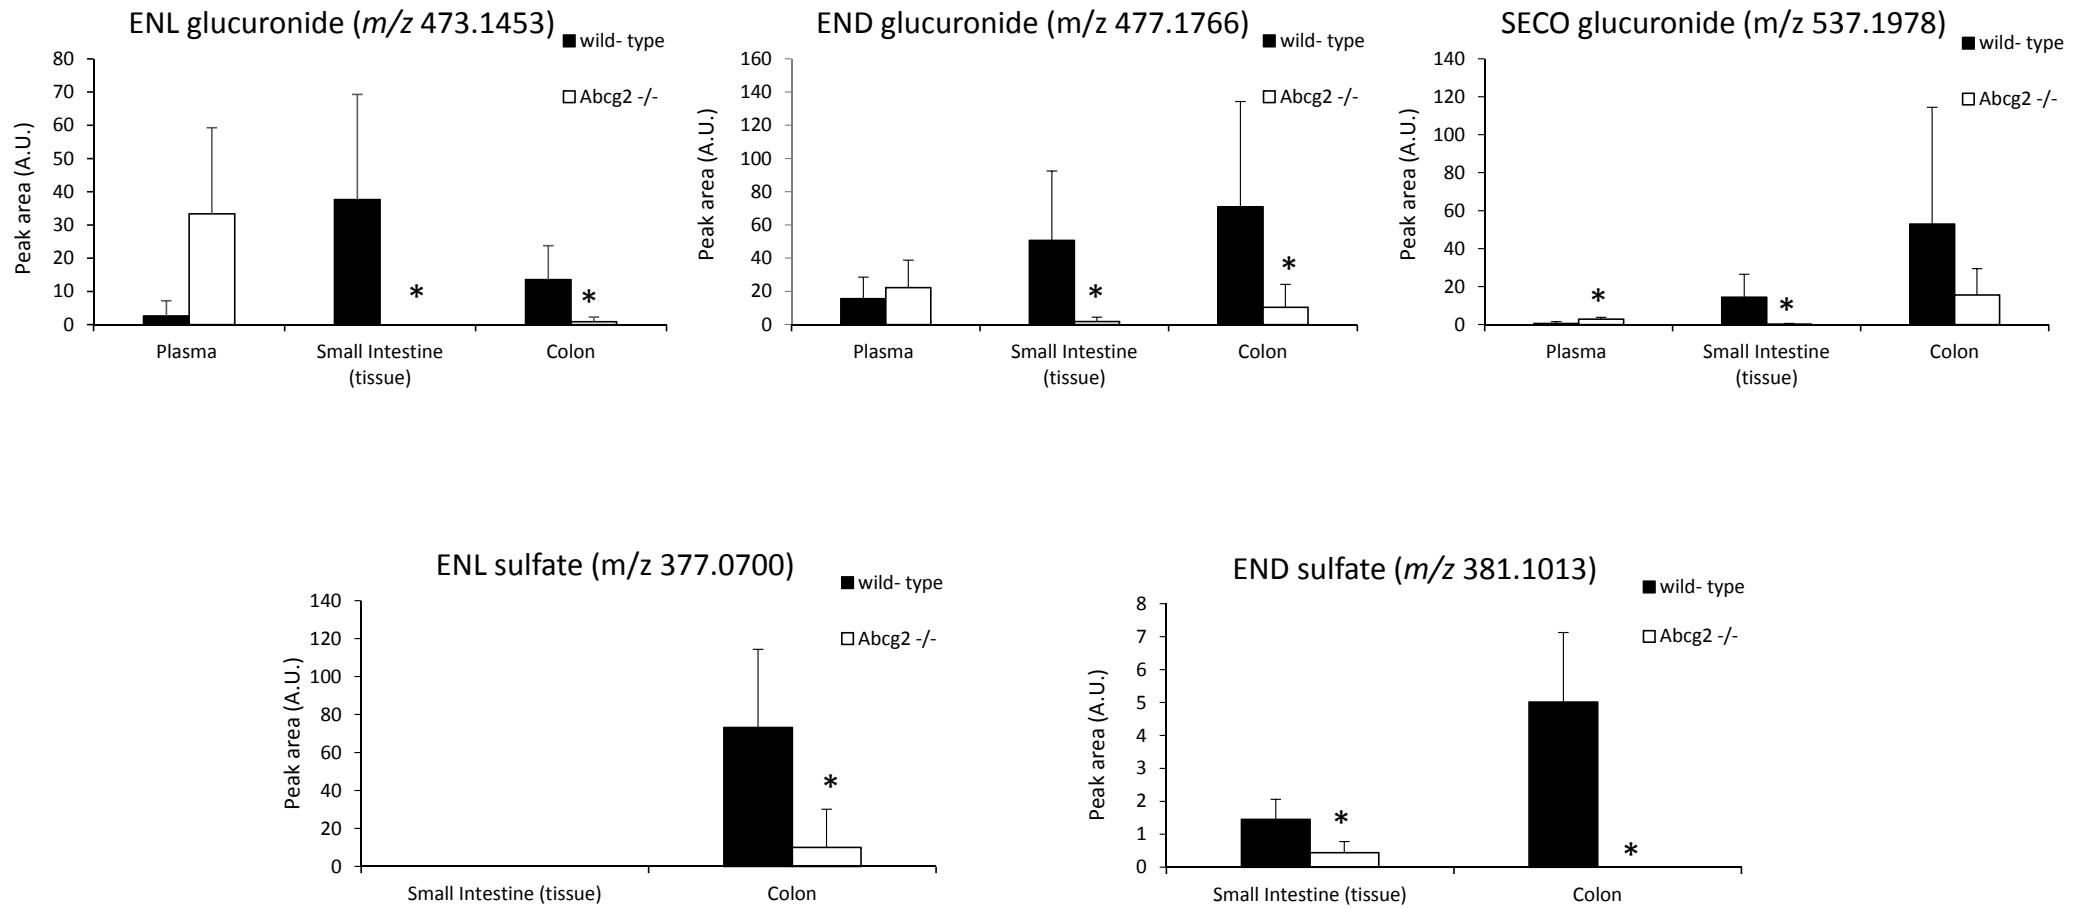 ENL glucuronide (m/z 473.1453)
wild- type
Abcg2 -/-
Peak area (A.U.)
80
70
60
50
40
30
20
10
0
*
*
Plasma
Small Intestine
(tissue)
Colon
END glucuronide (m/z 477.1766)
wild- type
Abcg2 -/-
Peak area (A.U.)
160
140
120
100
80
60
40
20
0
*
*
Plasma
Small Intestine
(tissue)
Colon
SECO glucuronide (m/z 537.1978)
wild- type
Abcg2 -/-
Peak area (A.U.)
140
120
100
80
60
40
20
0
*
*
Plasma
Small Intestine
(tissue)
Colon
ENL sulfate (m/z 377.0700)
wild- type
Abcg2 -/-
Peak area (A.U.)
140
120
100
80
60
40
20
0
*
Small Intestine (tissue)
Colon
END sulfate (m/z 381.1013)
wild- type
Abcg2 -/-
Peak area (A.U.)
8
7
6
5
4
3
2
1
0
*
*
Small Intestine (tissue)
Colon